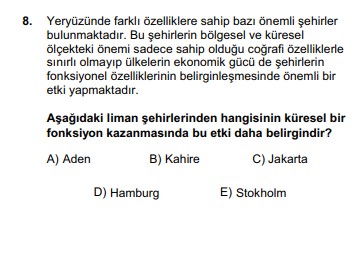 8. Yeryüzünde farklı özelliklere sahip bazı önemli şehirler
bulunmaktadır. Bu şehirlerin bölgesel ve küresel
ölçekteki önemi sadece sahip olduğu coğrafi özelliklerle
sınırlı olmayıp ülkelerin ekonomik gücü de şehirlerin
fonksiyonel özelliklerinin belirginleşmesinde önemli bir
etki yapmaktadır.
Aşağıdaki liman şehirlerinden hangisinin küresel bir
fonksiyon kazanmasında bu etki daha belirgindir?
A) Aden B) Kahire C) Jakarta
D) Hamburg E) Stokholm